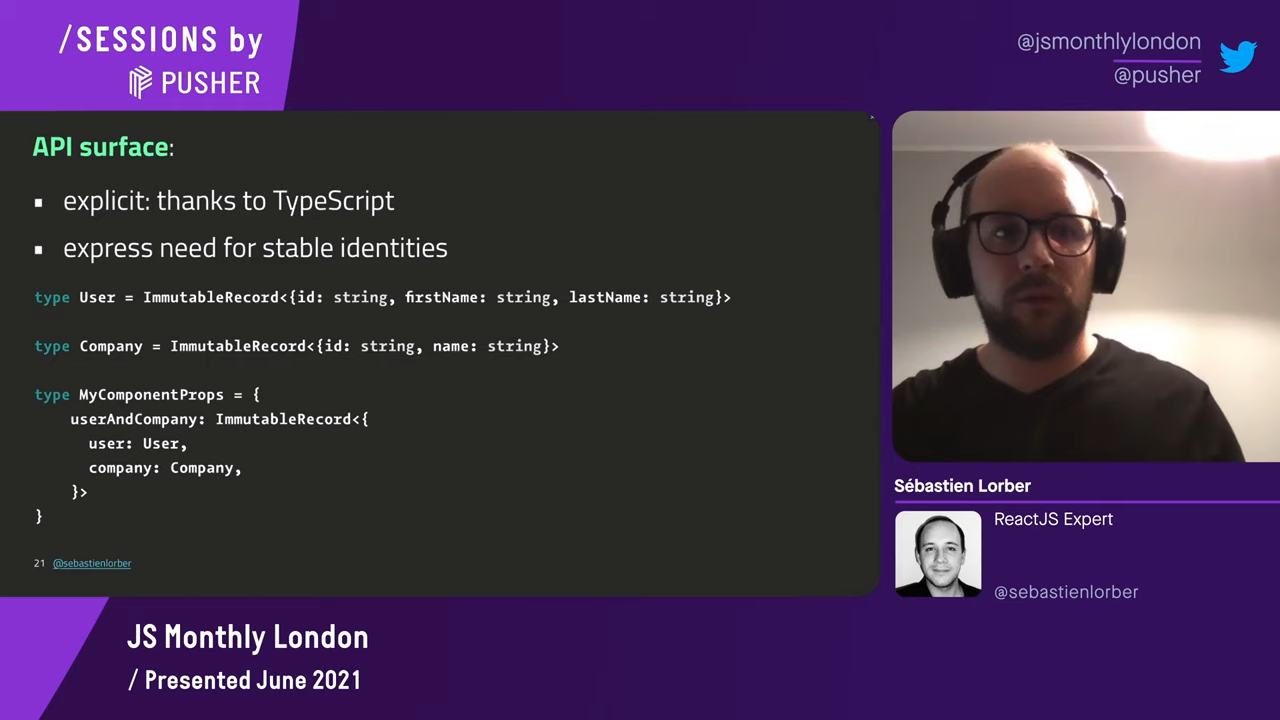 /SESSIONS by
PUSHER
@jsmonthlylondon
@pusher
API surface:
▪ explicit: thanks to TypeScript
▪ express need for stable identities
type User = ImmutableRecord<{id: string, firstName: string, lastName: string}>
type Company = ImmutableRecord<{id: string, name: string}>
type MyComponentProps = {
userAndCompany: ImmutableRecord<{
user: User,
company: Company,
}>
}
21 @sebastienlorber
Sébastien Lorber
ReactJS Expert
@sebastienlorber
JS Monthly London
/ Presented June 2021